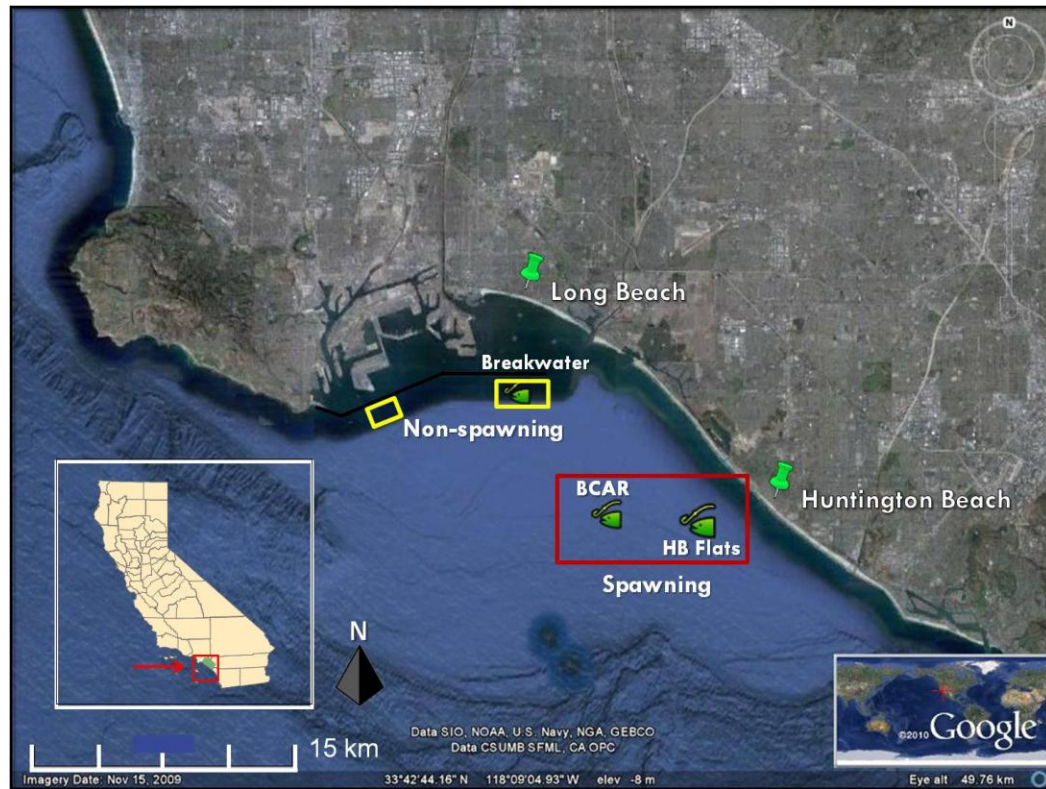 N
Long Beach
Breakwater
Non-spawning
BCAR
Huntington Beach
HB Flats
Spawning
N
15 km
Data SIO, NOAA, U.S. Navy, NGA, GEBCO
Data CSUMB SFML, CA OPC
©2010 Google
Imagery Date: Nov 15, 2009
33°42'44.16" N 118°09'04.93" W elev -8 m
Eye alt 49.76 km